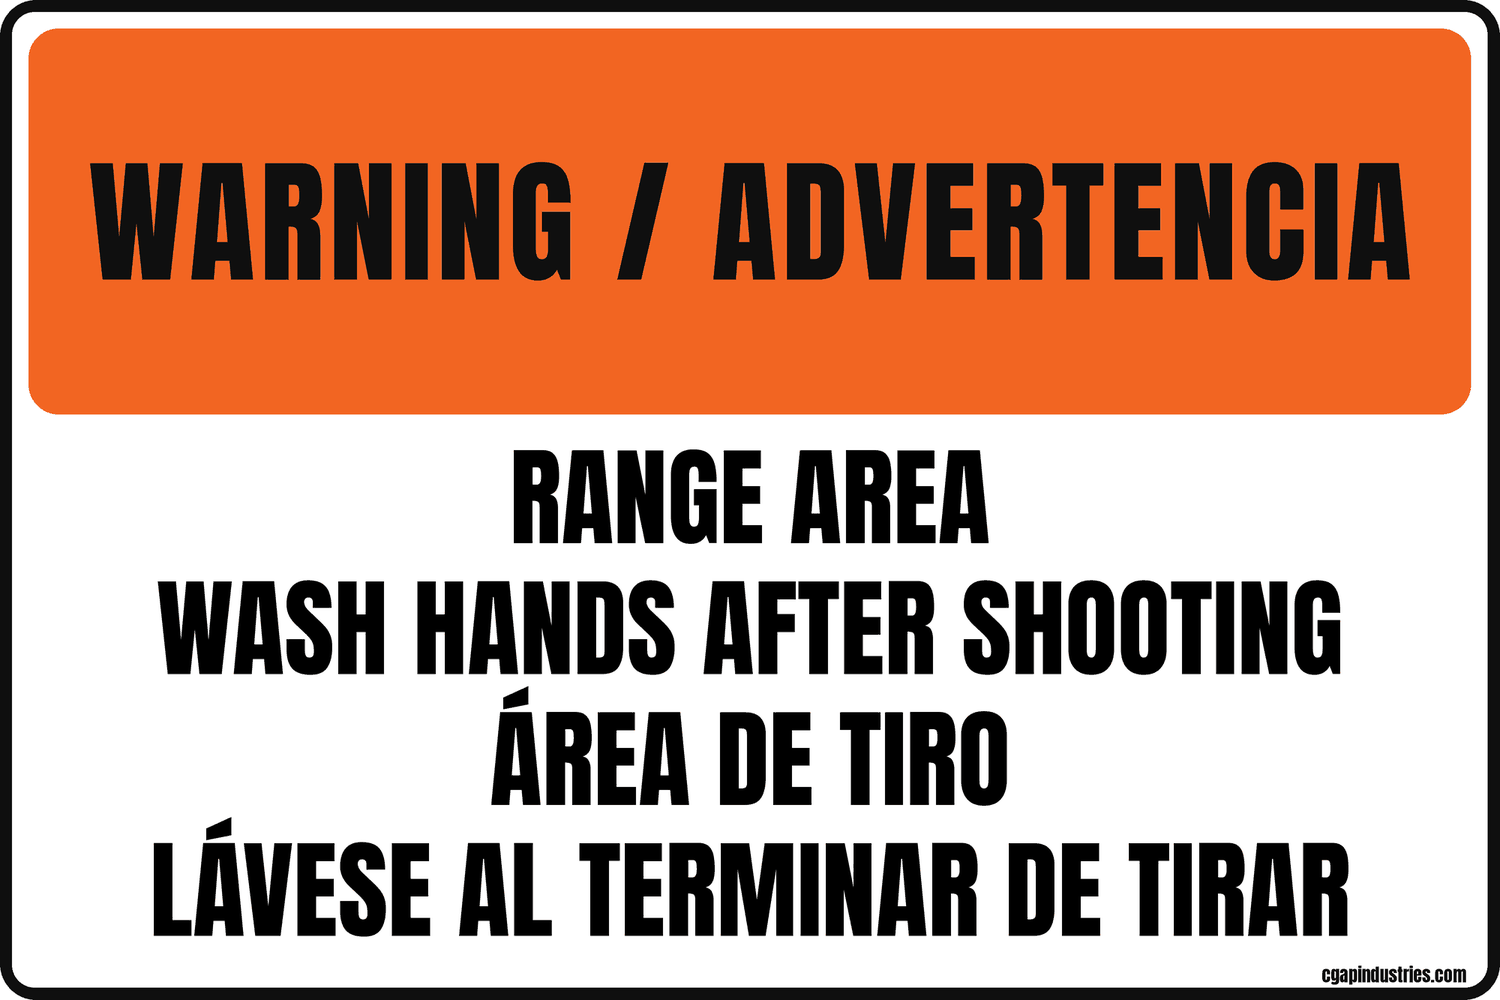 WARNING / ADVERTENCIA
RANGE AREA
WASH HANDS AFTER SHOOTING
ÁREA DE TIRO
LÁVESE AL TERMINAR DE TIRAR
cgapindustries.com